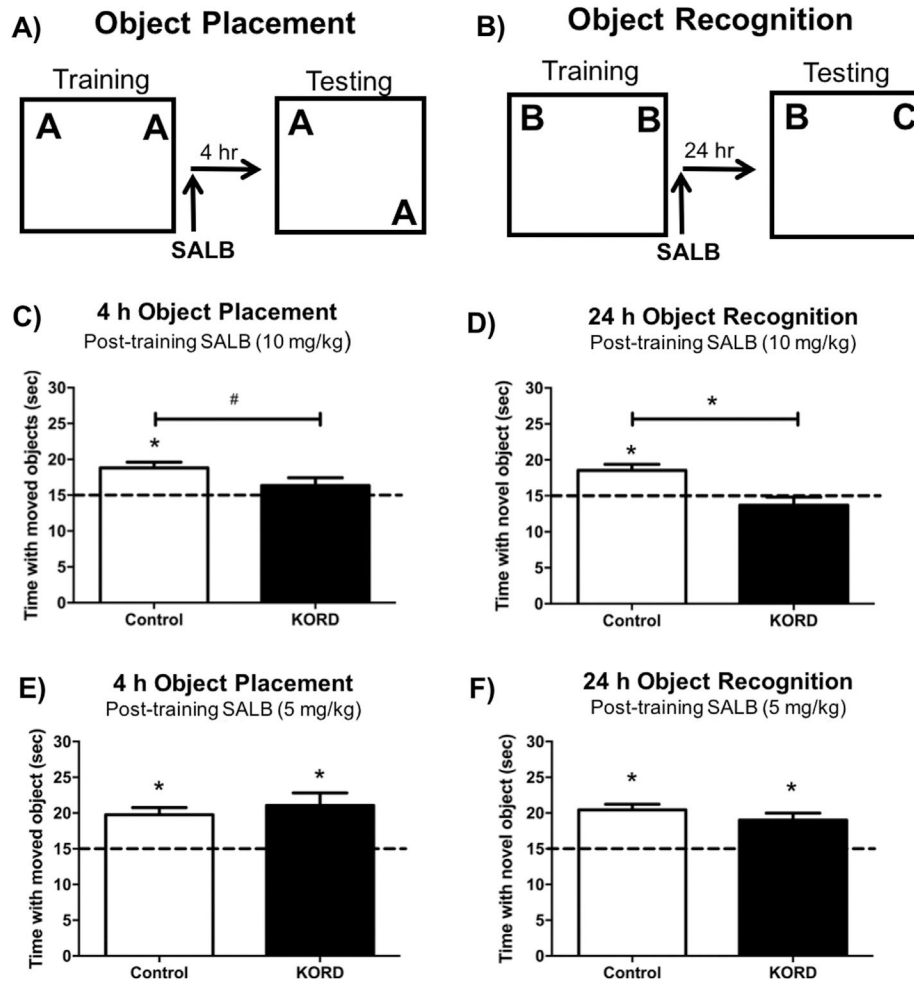 A) Object Placement
Training
Testing
A A
A
A
4 hr
SALB
B) Object Recognition
Training
Testing
B B
B C
24 hr
SALB
C) 4 h Object Placement
Post-training SALB (10 mg/kg)
Time with moved objects (sec)
30
25
20
15
10
5
0
#
*
Control KORD
D) 24 h Object Recognition
Post-training SALB (10 mg/kg)
Time with novel object (sec)
30
25
20
15
10
5
0
*
*
Control KORD
E) 4 h Object Placement
Post-training SALB (5 mg/kg)
Time with moved object (sec)
30
25
20
15
10
5
0
* *
Control KORD
F) 24 h Object Recognition
Post-training SALB (5 mg/kg)
Time with novel object (sec)
30
25
20
15
10
5
0
* *
Control KORD